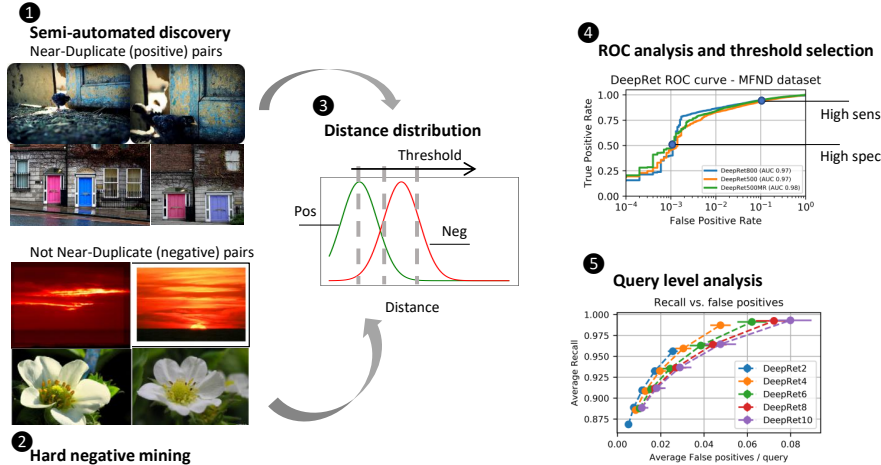 1
Semi-automated discovery
Near-Duplicate (positive) pairs
Not Near-Duplicate (negative) pairs
2
Hard negative mining
3
Distance distribution
Threshold
Pos
Neg
Distance
4
ROC analysis and threshold selection
DeepRet ROC curve - MFND dataset
True Positive Rate
1.00
0.75
0.50
0.25
0.00
DeepRet800 (AUC 0.97)
DeepRet500 (AUC 0.97)
DeepRet500MR (AUC 0.98)
10⁻⁴ 10⁻³ 10⁻² 10⁻¹ 10⁰
False Positive Rate
High sens
High spec
5
Query level analysis
Recall vs. false positives
Average Recall
1.000
0.975
0.950
0.925
0.900
0.875
DeepRet2
DeepRet4
DeepRet6
DeepRet8
DeepRet10
0.00 0.02 0.04 0.06 0.08
Average False positives / query